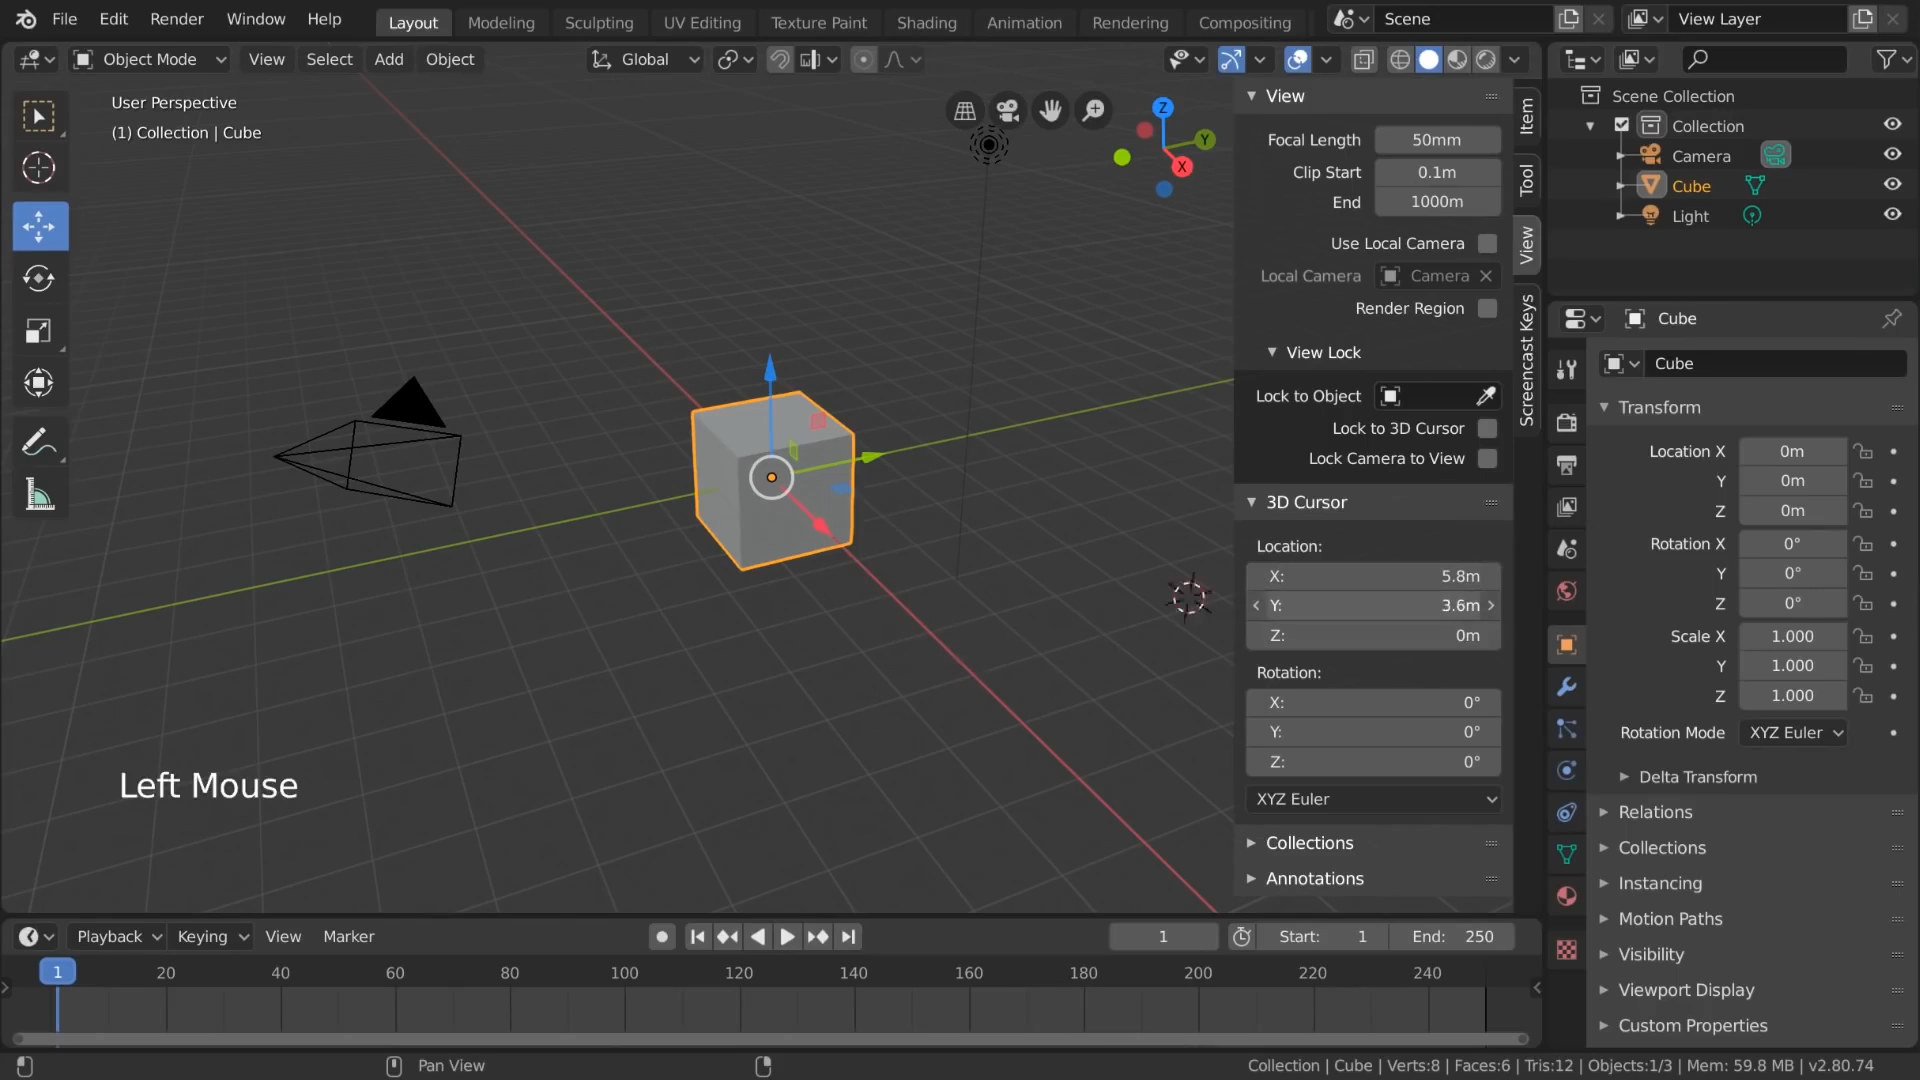 File Edit Render Window Help Layout Modeling Sculpting UV Editing Texture Paint Shading Animation Rendering Compositing Scene View Layer
Object Mode View Select Add Object Global
User Perspective
(1) Collection | Cube
Z
Y
X
View
Focal Length 50mm
Clip Start 0.1m
End 1000m
Use Local Camera
Local Camera Camera
Render Region
View Lock
Lock to Object
Lock to 3D Cursor
Lock Camera to View
3D Cursor
Location:
X: 5.8m
Y: 3.6m
Z: 0m
Rotation:
X: 0°
Y: 0°
Z: 0°
XYZ Euler
Collections
Annotations
Item
Tool
View
Screencast Keys
Scene Collection
Collection
Camera
Cube
Light
Cube
Cube
Transform
Location X 0m
Y 0m
Z 0m
Rotation X 0°
Y 0°
Z 0°
Scale X 1.000
Y 1.000
Z 1.000
Rotation Mode XYZ Euler
Delta Transform
Relations
Collections
Instancing
Motion Paths
Visibility
Viewport Display
Custom Properties
Left Mouse
Playback Keying View Marker 1 Start: 1 End: 250
1 20 40 60 80 100 120 140 160 180 200 220 240
Pan View Collection | Cube | Verts:8 | Faces:6 | Tris:12 | Objects:1/3 | Mem: 59.8 MB | v2.80.74